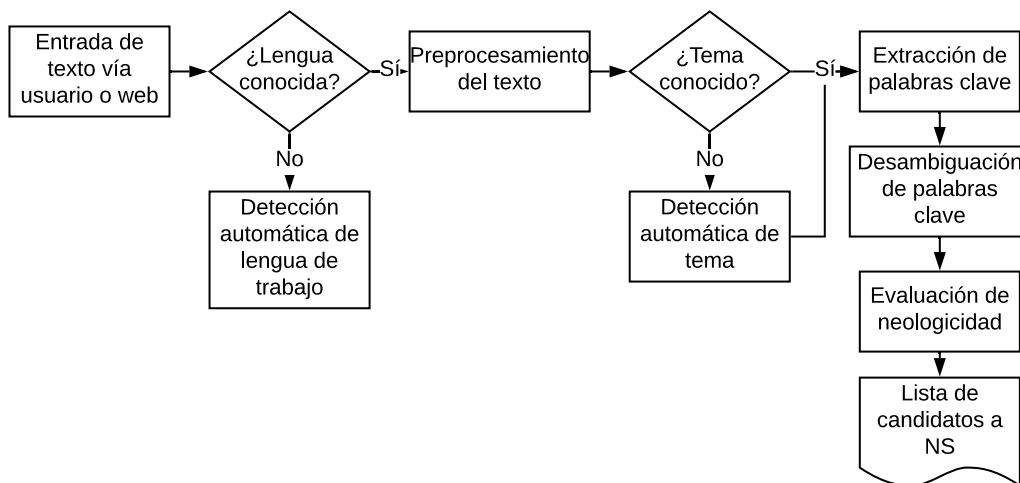 Entrada de
texto vía
usuario o web
¿Lengua
conocida?
Sí
No
Detección
automática de
lengua de
trabajo
Preprocesamiento
del texto
¿Tema
conocido?
Sí
No
Detección
automática de
tema
Extracción de
palabras clave
Desambiguación
de palabras
clave
Evaluación de
neologicidad
Lista de
candidatos a
NS